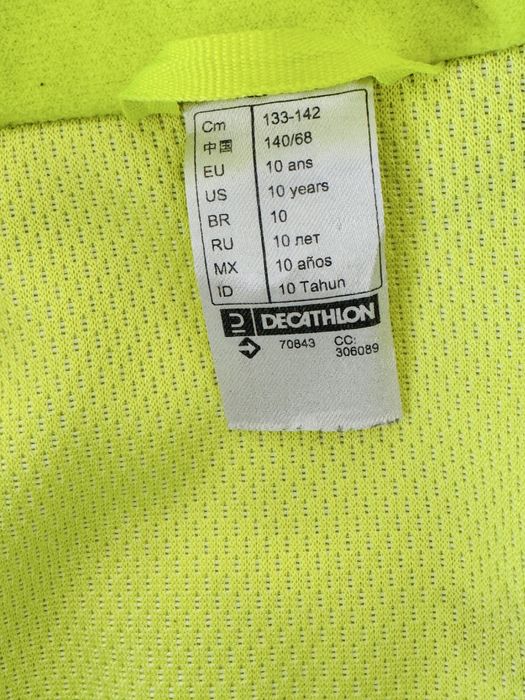 Cm 133-142
中国 140/68
EU 10 ans
US 10 years
BR 10
RU 10 лет
MX 10 años
ID 10 Tahun
DECATHLON
70843 CC:
306089